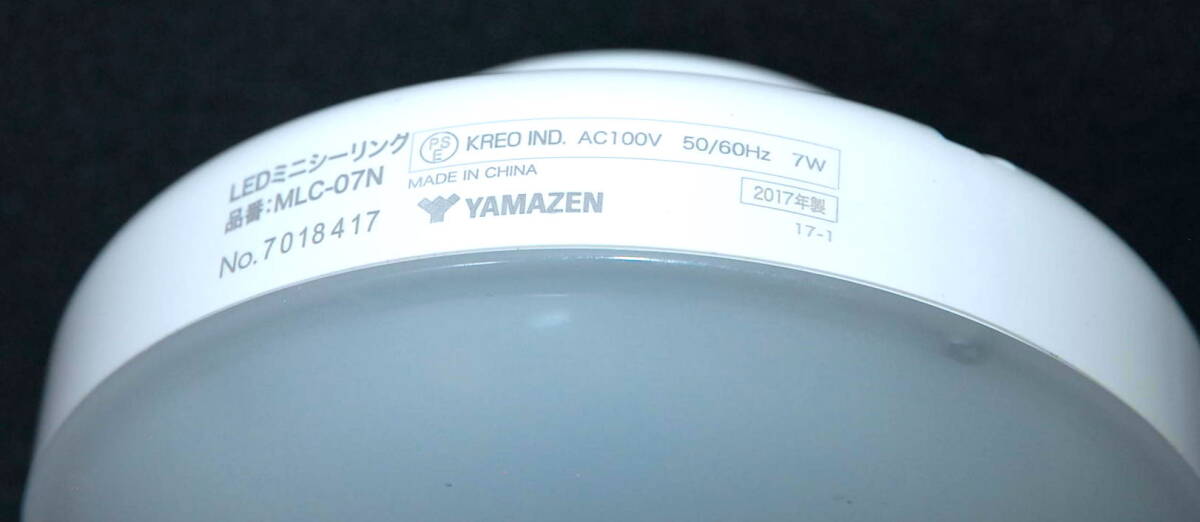 LEDミニシーリング
品番:MLC-07N
No.7018417
PSE KREO IND. AC100V 50/60Hz 7W
MADE IN CHINA
YAMAZEN
2017年製
17-1